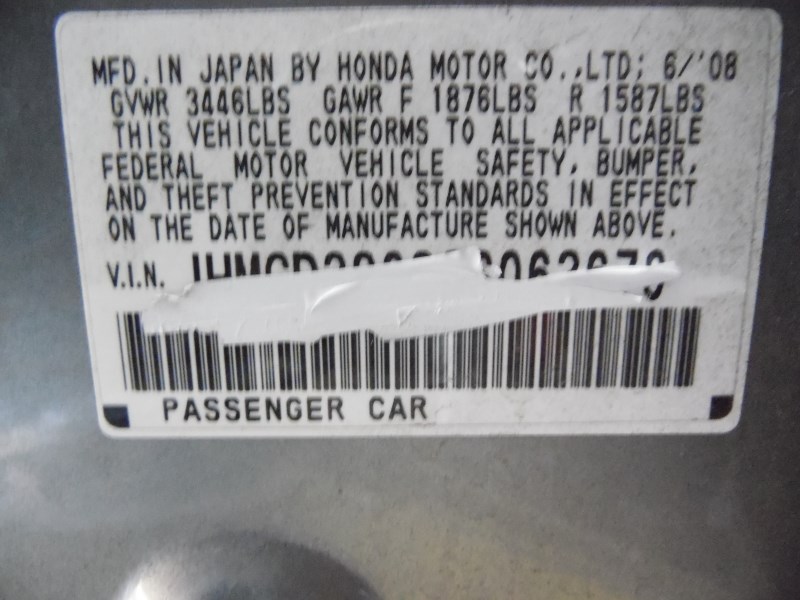 MFD. IN JAPAN BY HONDA MOTOR CO.,LTD; 6/'08
GVWR 3446LBS GAWR F 1876LBS R 1587LBS
THIS VEHICLE CONFORMS TO ALL APPLICABLE
FEDERAL MOTOR VEHICLE SAFETY, BUMPER,
AND THEFT PREVENTION STANDARDS IN EFFECT
ON THE DATE OF MANUFACTURE SHOWN ABOVE.
V.I.N.
PASSENGER CAR